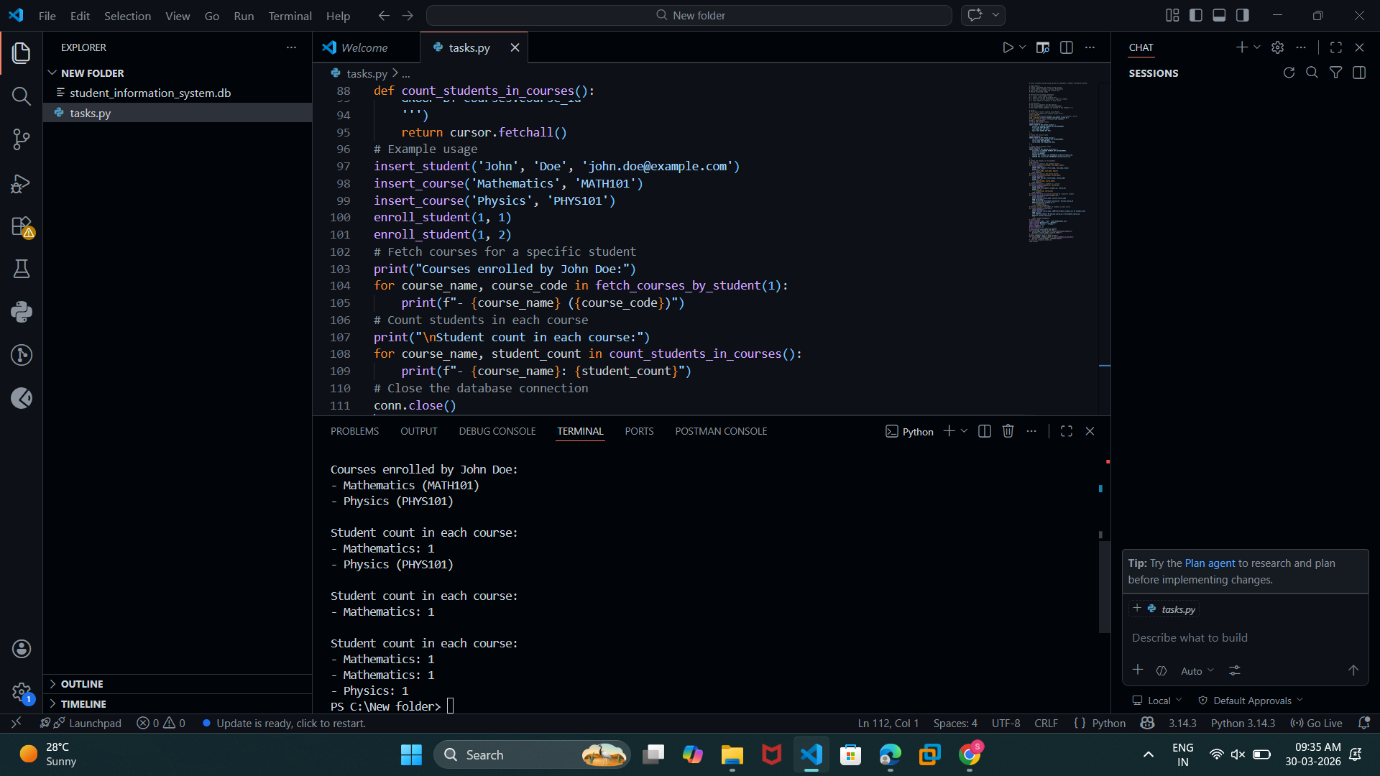 File Edit Selection View Go Run Terminal Help
New folder
EXPLORER
NEW FOLDER
student_information_system.db
tasks.py
OUTLINE
TIMELINE
Welcome
tasks.py
tasks.py > ...
88 def count_students_in_courses():
94 ''')
95 return cursor.fetchall()
96 # Example usage
97 insert_student('John', 'Doe', 'john.doe@example.com')
98 insert_course('Mathematics', 'MATH101')
99 insert_course('Physics', 'PHYS101')
100 enroll_student(1, 1)
101 enroll_student(1, 2)
102 # Fetch courses for a specific student
103 print("Courses enrolled by John Doe:")
104 for course_name, course_code in fetch_courses_by_student(1):
105 print(f"- {course_name} ({course_code})")
106 # Count students in each course
107 print("\nStudent count in each course:")
108 for course_name, student_count in count_students_in_courses():
109 print(f"- {course_name}: {student_count}")
110 # Close the database connection
111 conn.close()
PROBLEMS OUTPUT DEBUG CONSOLE TERMINAL PORTS POSTMAN CONSOLE
Python
Courses enrolled by John Doe:
- Mathematics (MATH101)
- Physics (PHYS101)
Student count in each course:
- Mathematics: 1
- Physics (PHYS101)
Student count in each course:
- Mathematics: 1
Student count in each course:
- Mathematics: 1
- Mathematics: 1
- Physics: 1
PS C:\New folder>
CHAT
SESSIONS
Tip: Try the Plan agent to research and plan
before implementing changes.
tasks.py
Describe what to build
Auto
Local Default Approvals
Launchpad 0 0 Update is ready, click to restart.
Ln 112, Col 1 Spaces: 4 UTF-8 CRLF { } Python 3.14.3 Python 3.14.3 Go Live
1
28°C
Sunny
Search
5
ENG
IN
09:35 AM
30-03-2026